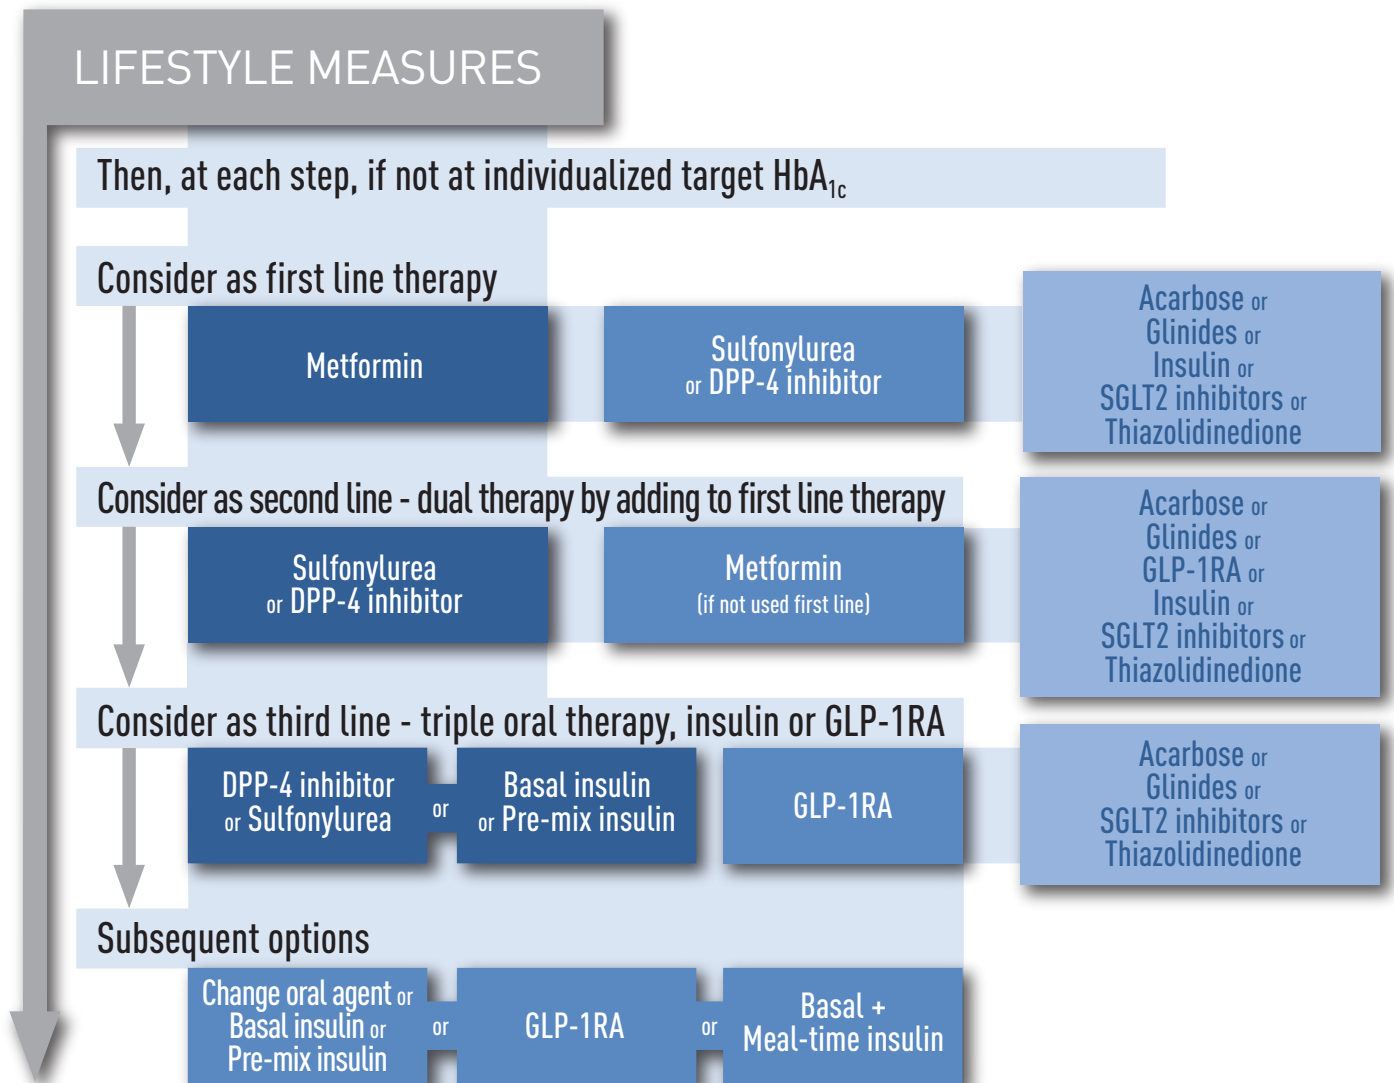 LIFESTYLE MEASURES
Then, at each step, if not at individualized target HbA1c
Consider as first line therapy
Metformin
Sulfonylurea
or DPP-4 inhibitor
Acarbose or
Glinides or
Insulin or
SGLT2 inhibitors or
Thiazolidinedione
Consider as second line - dual therapy by adding to first line therapy
Sulfonylurea
or DPP-4 inhibitor
Metformin
(if not used first line)
Acarbose or
Glinides or
GLP-1RA or
Insulin or
SGLT2 inhibitors or
Thiazolidinedione
Consider as third line - triple oral therapy, insulin or GLP-1RA
DPP-4 inhibitor
or Sulfonylurea
or
Basal insulin
or Pre-mix insulin
GLP-1RA
Acarbose or
Glinides or
SGLT2 inhibitors or
Thiazolidinedione
Subsequent options
Change oral agent or
Basal insulin or
Pre-mix insulin
or
GLP-1RA
or
Basal +
Meal-time insulin